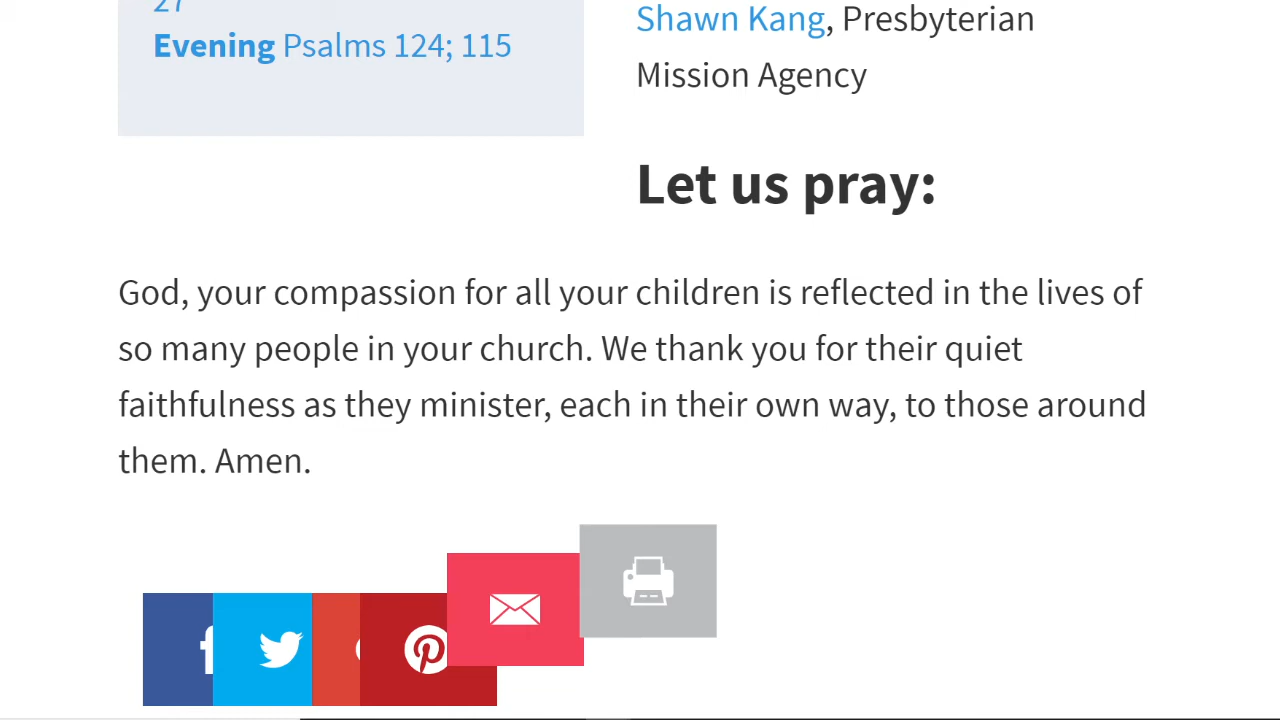 27
Evening Psalms 124; 115
Shawn Kang, Presbyterian
Mission Agency
Let us pray:
God, your compassion for all your children is reflected in the lives of
so many people in your church. We thank you for their quiet
faithfulness as they minister, each in their own way, to those around
them. Amen.